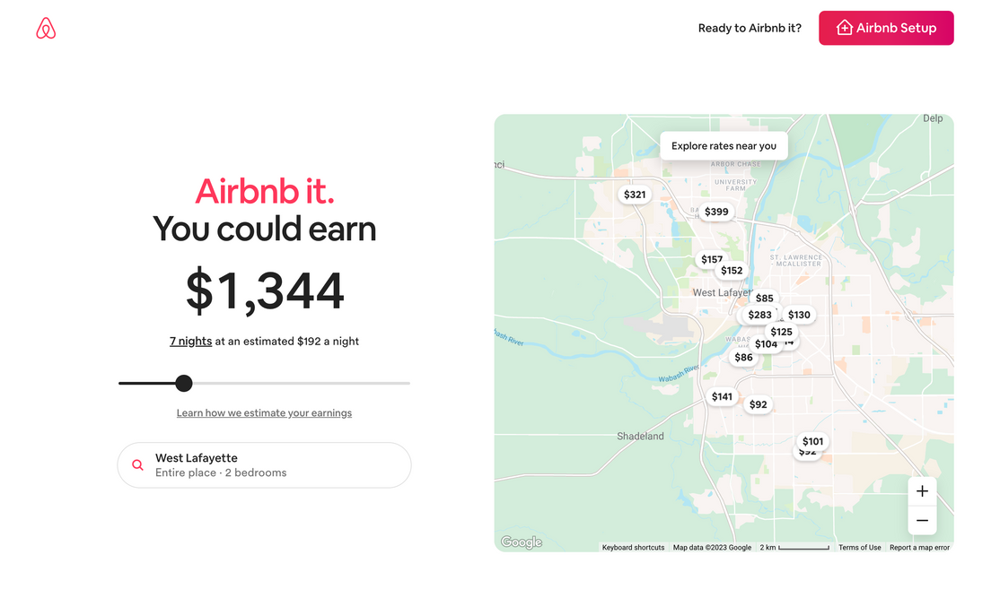 Ready to Airbnb it?
Airbnb Setup
Airbnb it.
You could earn
$1,344
7 nights at an estimated $192 a night
Learn how we estimate your earnings
West Lafayette
Entire place · 2 bedrooms
Delp
Explore rates near you
nci
ARBOR CHASE
UNIVERSITY
FARM
$321
$399
$157
$152
ST. LAWRENCE
- MCALLISTER
West Lafayet
$85
$283
$130
$125
$104
14
WABAS
$86
ash River
Wabash River
$141
$92
Shadeland
$101
$92
+
−
Google
Keyboard shortcuts
Map data ©2023 Google
2 km
Terms of Use
Report a map error